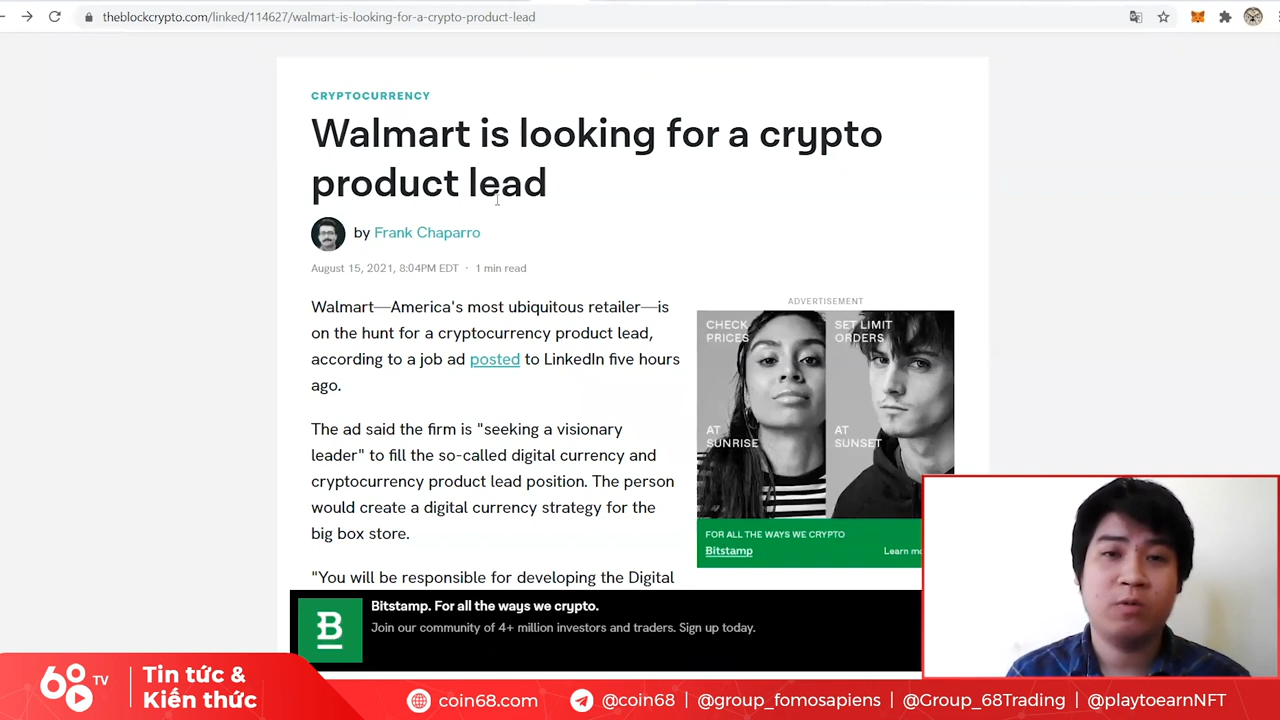 theblockcrypto.com/linked/114627/walmart-is-looking-for-a-crypto-product-lead
CRYPTOCURRENCY
Walmart is looking for a crypto
product lead
by Frank Chaparro
August 15, 2021, 8:04PM EDT · 1 min read
Walmart—America's most ubiquitous retailer—is
on the hunt for a cryptocurrency product lead,
according to a job ad posted to LinkedIn five hours
ago.
The ad said the firm is "seeking a visionary
leader" to fill the so-called digital currency and
cryptocurrency product lead position. The person
would create a digital currency strategy for the
big box store.
"You will be responsible for developing the Digital
ADVERTISEMENT
CHECK
PRICES
SET LIMIT
ORDERS
AT
SUNRISE
AT
SUNSET
FOR ALL THE WAYS WE CRYPTO
Bitstamp
Learn
Bitstamp. For all the ways we crypto.
Join our community of 4+ million investors and traders. Sign up today.
68 TV
Tin tức &
Kiến thức
coin68.com
@coin68 | @group_fomosapiens | @Group_68Trading | @playtoearnNFT